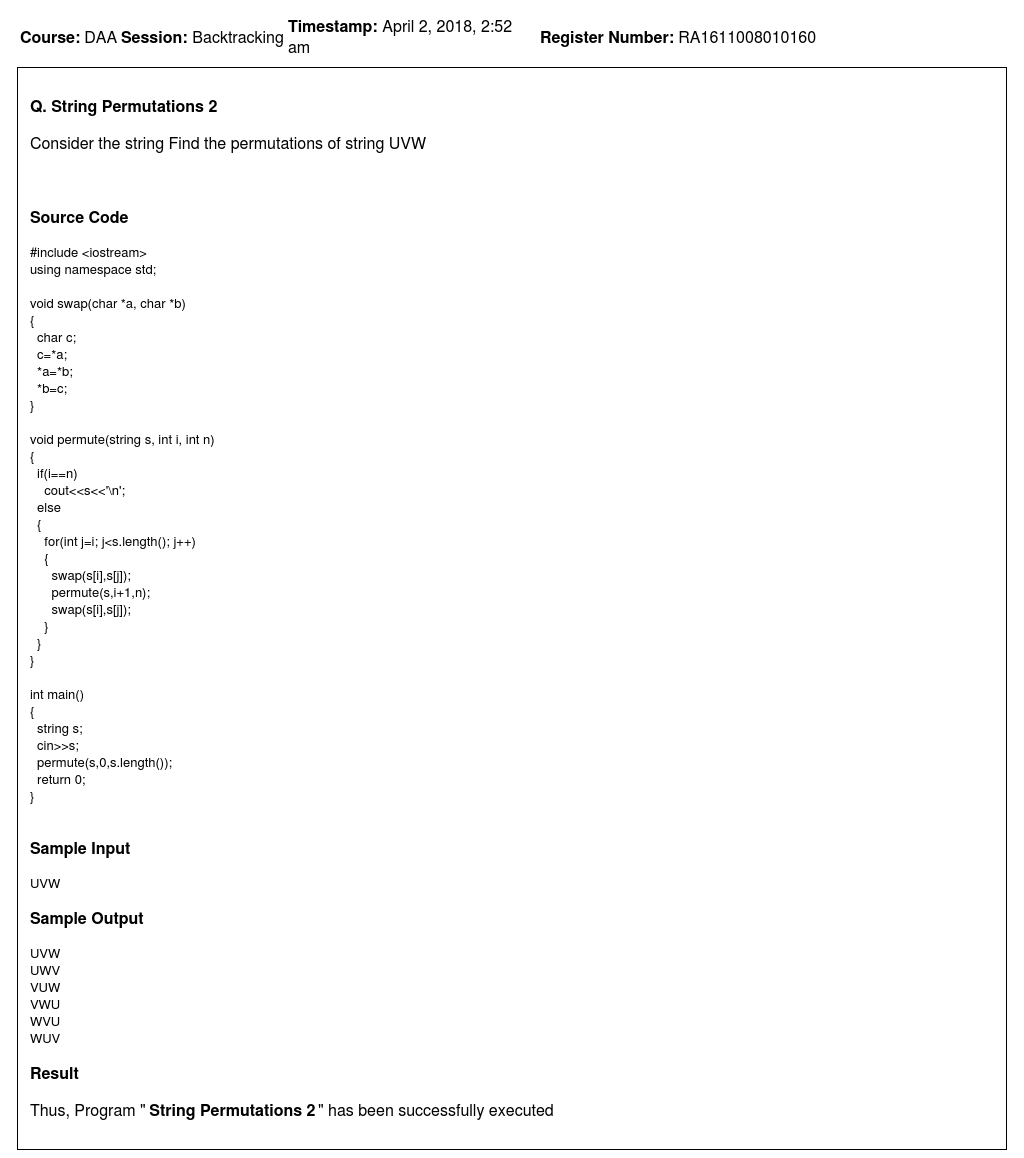 Course: DAA Session: Backtracking Timestamp: April 2, 2018, 2:52 am Register Number: RA1611008010160
Q. String Permutations 2
Consider the string Find the permutations of string UVW
Source Code
#include <iostream>
using namespace std;
void swap(char *a, char *b)
{
  char c;
  c=*a;
  *a=*b;
  *b=c;
}
void permute(string s, int i, int n)
{
  if(i==n)
    cout<<s<<'\n';
  else
  {
    for(int j=i; j<s.length(); j++)
    {
      swap(s[i],s[j]);
      permute(s,i+1,n);
      swap(s[i],s[j]);
    }
  }
}
int main()
{
  string s;
  cin>>s;
  permute(s,0,s.length());
  return 0;
}
Sample Input
UVW
Sample Output
UVW
UWV
VUW
VWU
WVU
WUV
Result
Thus, Program " String Permutations 2 " has been successfully executed